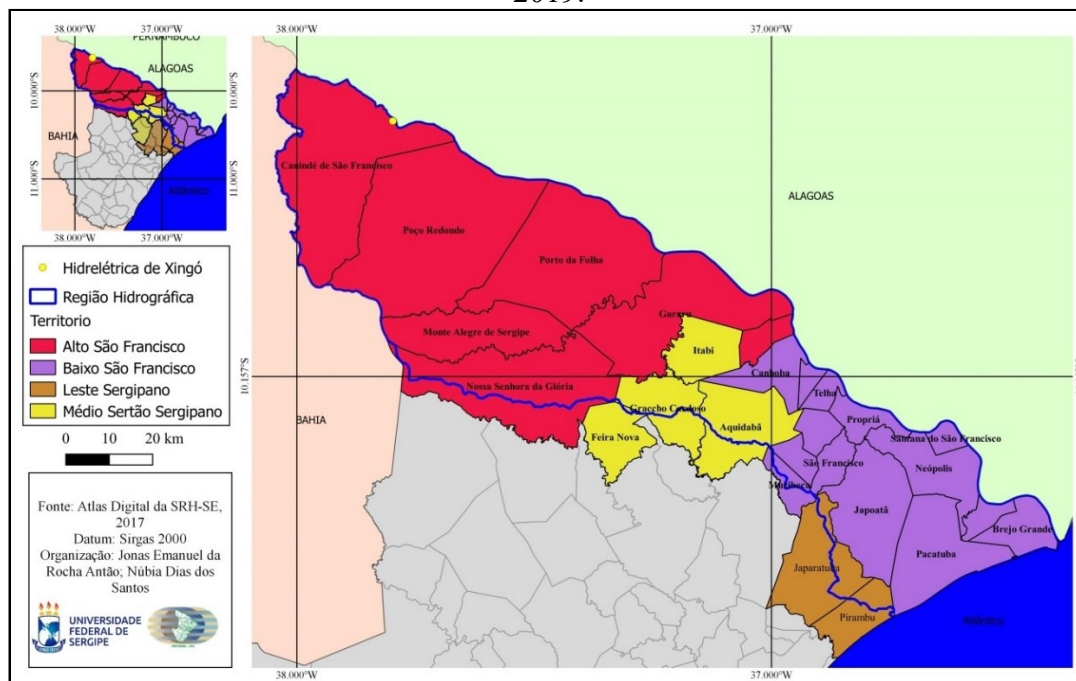 2019.
38.000°W 37.000°W
PERNAMBUCO
ALAGOAS
10.000°S
10.000°S
BAHIA
11.000°S
11.000°S
Atlântico
38.000°W 37.000°W
Hidrelétrica de Xingó
Região Hidrográfica
Territorio
Alto São Francisco
Baixo São Francisco
Leste Sergipano
Médio Sertão Sergipano
0 10 20 km
Fonte: Atlas Digital da SRH-SE,
2017
Datum: Sirgas 2000
Organização: Jonas Emanuel da
Rocha Antão; Núbia Dias dos
Santos
UNIVERSIDADE
FEDERAL DE
SERGIPE
38.000°W 37.000°W
Canindé de São Francisco
ALAGOAS
Poço Redondo
Porto da Folha
Gararu
Monte Alegre de Sergipe
Itabi
10.157°S
10.157°S
Canhoba
Nossa Senhora da Glória
Telha
Graccho Cardoso
Propriá
BAHIA
Feira Nova
Aquidabã
Santana do São Francisco
São Francisco
Neópolis
Muribeca
Japoatã
Brejo Grande
Pacatuba
Japaratuba
Pirambu
Atlântico
38.000°W 37.000°W